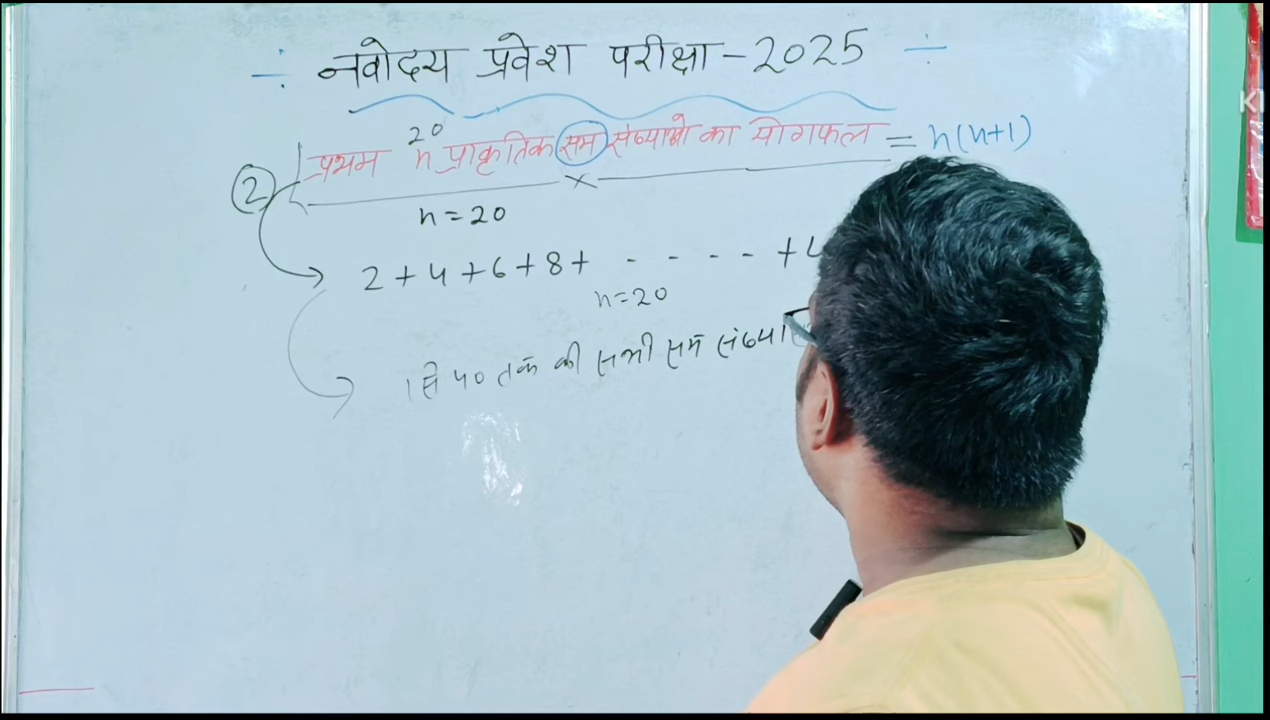 ÷ नवोदय प्रवेश परीक्षा - 2025 ÷
20
② प्रथम n प्राकृतिक सम संख्याओ का योगफल = n(n+1)
n = 20
2 + 4 + 6 + 8 + - - - - - + 4
n = 20
1 से 40 तक की सभी सम संख्या
K